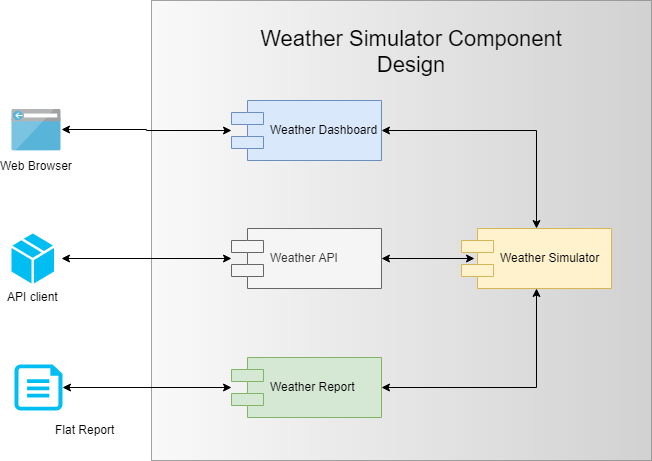 Weather Simulator Component
Design
Weather Dashboard
Web Browser
Weather API
Weather Simulator
API client
Weather Report
Flat Report